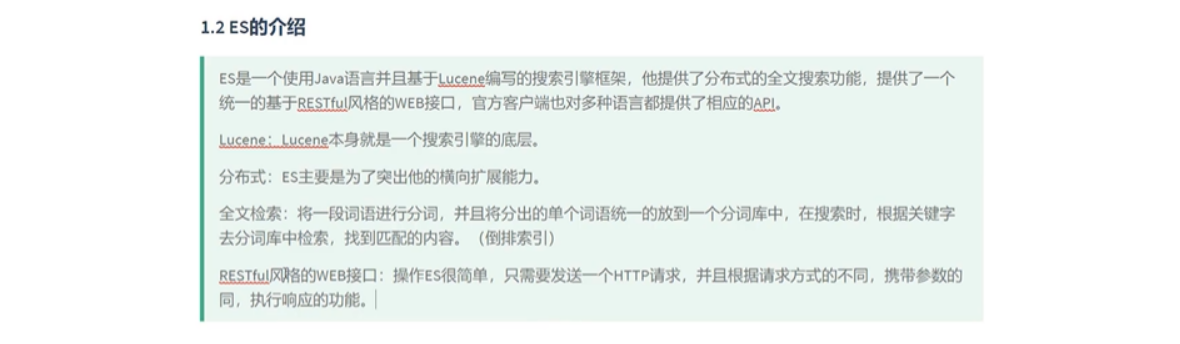 1.2 ES的介绍
ES是一个使用Java语言并且基于Lucene编写的搜索引擎框架，他提供了分布式的全文搜索功能，提供了一个
统一的基于RESTful风格的WEB接口，官方客户端也对多种语言都提供了相应的API。
Lucene：Lucene本身就是一个搜索引擎的底层。
分布式：ES主要是为了突出他的横向扩展能力。
全文检索：将一段词语进行分词，并且将分出的单个词语统一的放到一个分词库中，在搜索时，根据关键字
去分词库中检索，找到匹配的内容。（倒排索引）
RESTful风格的WEB接口：操作ES很简单，只需要发送一个HTTP请求，并且根据请求方式的不同，携带参数的
同，执行响应的功能。